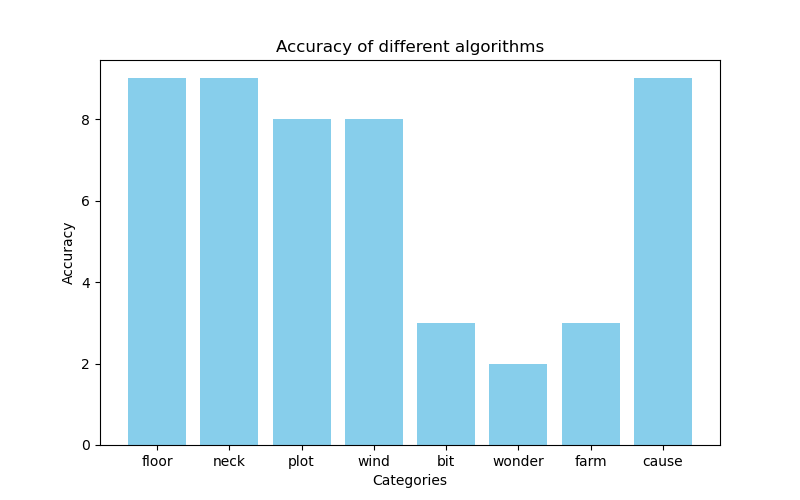 Accuracy of different algorithms
Accuracy
8
6
4
2
0
floor neck plot wind bit wonder farm cause
Categories